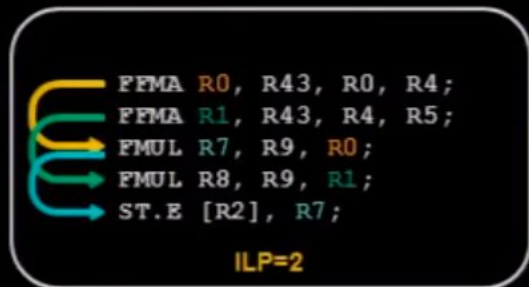 FFMA R0, R43, R0, R4;
FFMA R1, R43, R4, R5;
FMUL R7, R9, R0;
FMUL R8, R9, R1;
ST.E [R2], R7;
ILP=2